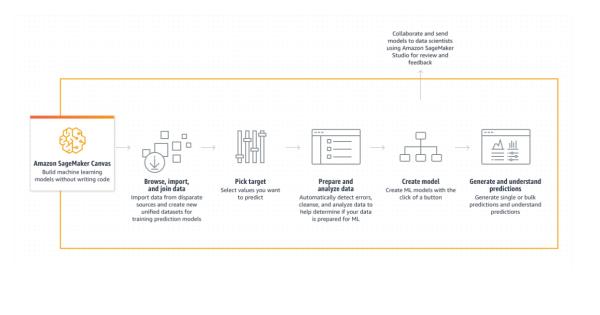 Collaborate and send
models to data scientists
using Amazon SageMaker
Studio for review and
feedback
Amazon SageMaker Canvas
Build machine learning
models without writing code
Browse, import,
and join data
Import data from disparate
sources and create new
unified datasets for
training prediction models
Pick target
Select values you want
to predict
Prepare and
analyze data
Automatically detect errors,
cleanse, and analyze data to
help determine if your data
is prepared for ML
Create model
Create ML models with the
click of a button
Generate and understand
predictions
Generate single or bulk
predictions and understand
predictions